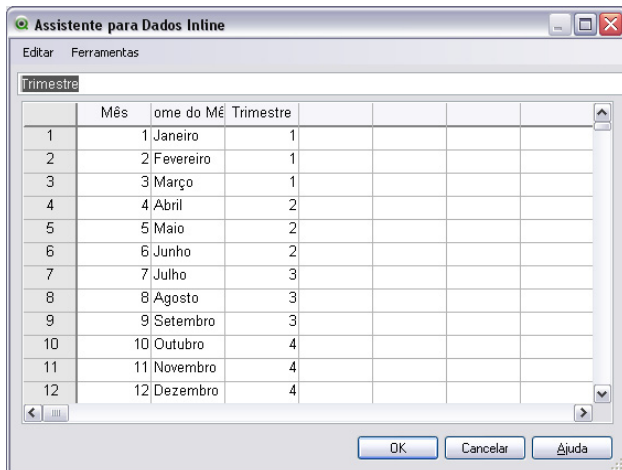 Assistente para Dados Inline
Editar Ferramentas
Trimestre
Mês ome do Mê Trimestre
1 1 Janeiro 1
2 2 Fevereiro 1
3 3 Março 1
4 4 Abril 2
5 5 Maio 2
6 6 Junho 2
7 7 Julho 3
8 8 Agosto 3
9 9 Setembro 3
10 10 Outubro 4
11 11 Novembro 4
12 12 Dezembro 4
OK Cancelar Ajuda